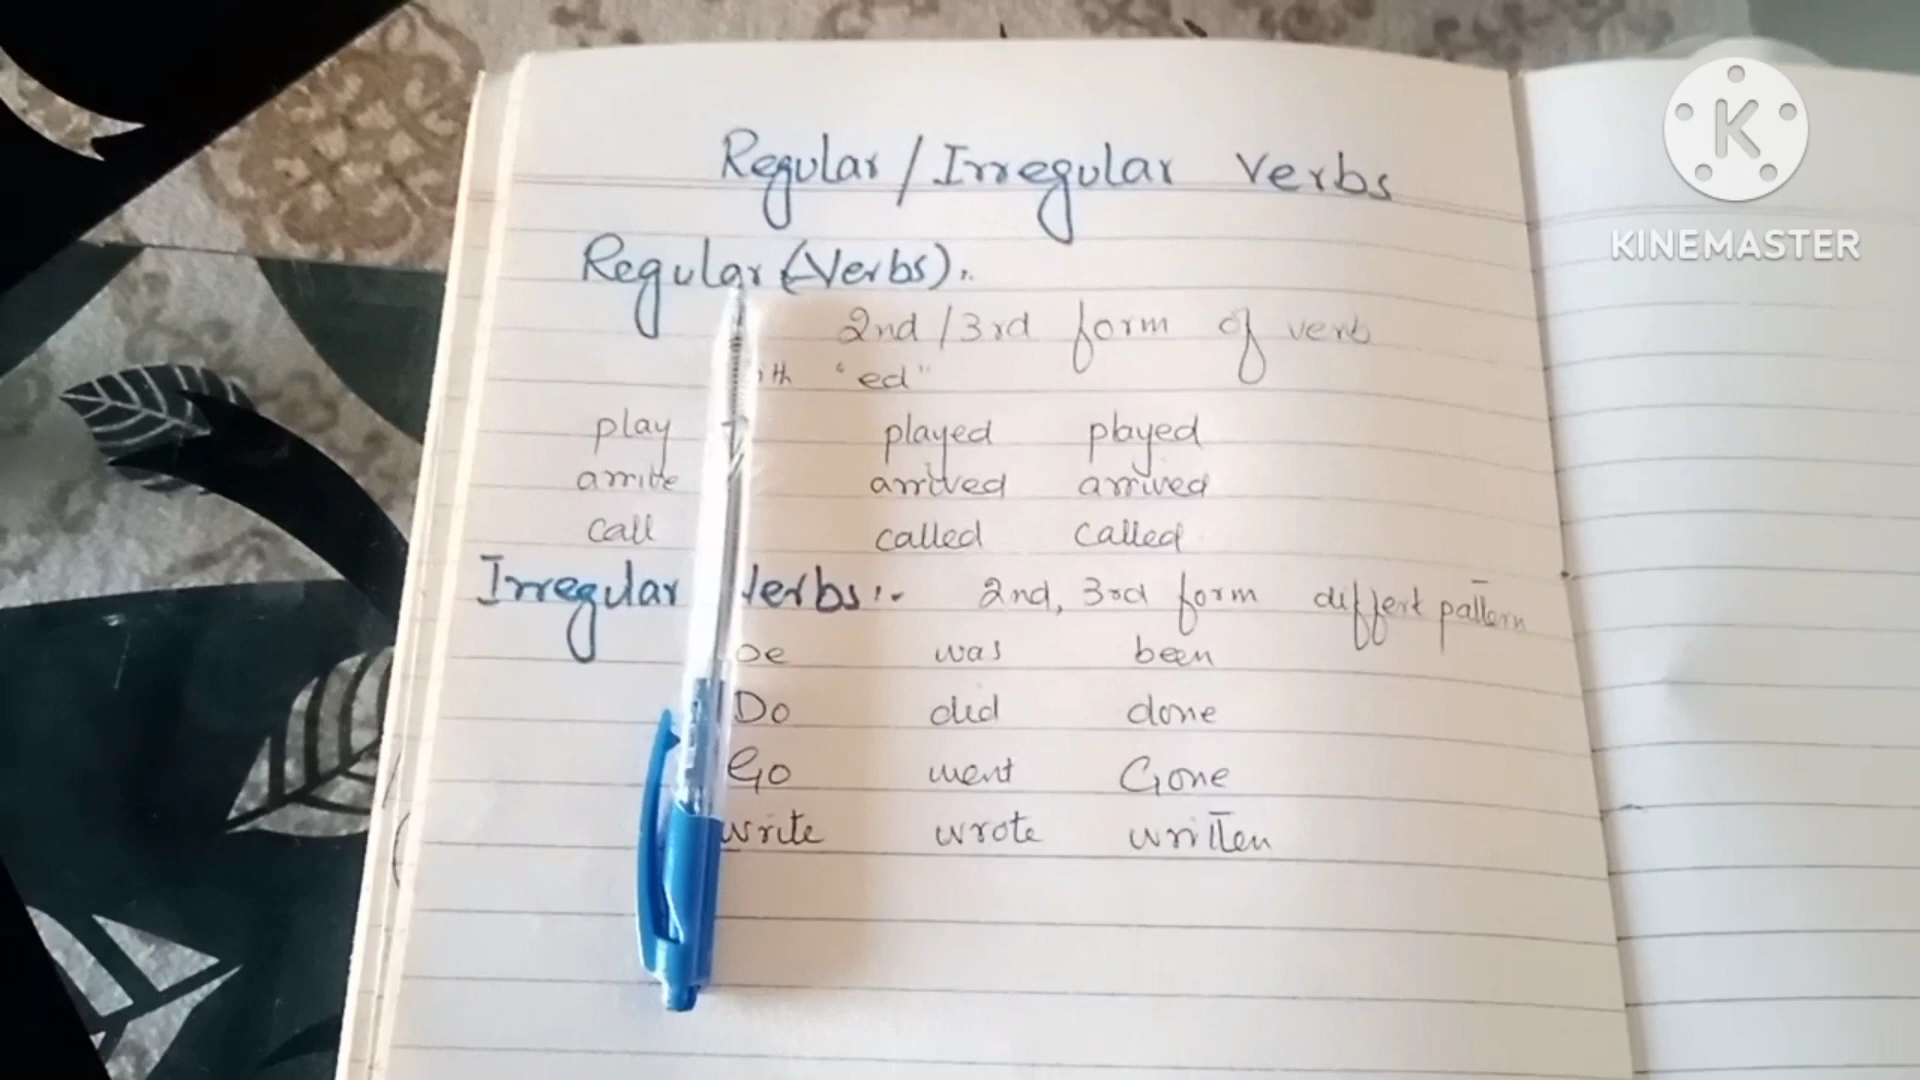 Regular / Irregular Verbs
Regular (Verbs):
2nd / 3rd form of verb
"ed"
play played played
arrive arrived arrived
call called called
Irregular verbs:- 2nd, 3rd form differt pattern
be was been
Do did done
Go went Gone
write wrote written
K
KINEMASTER